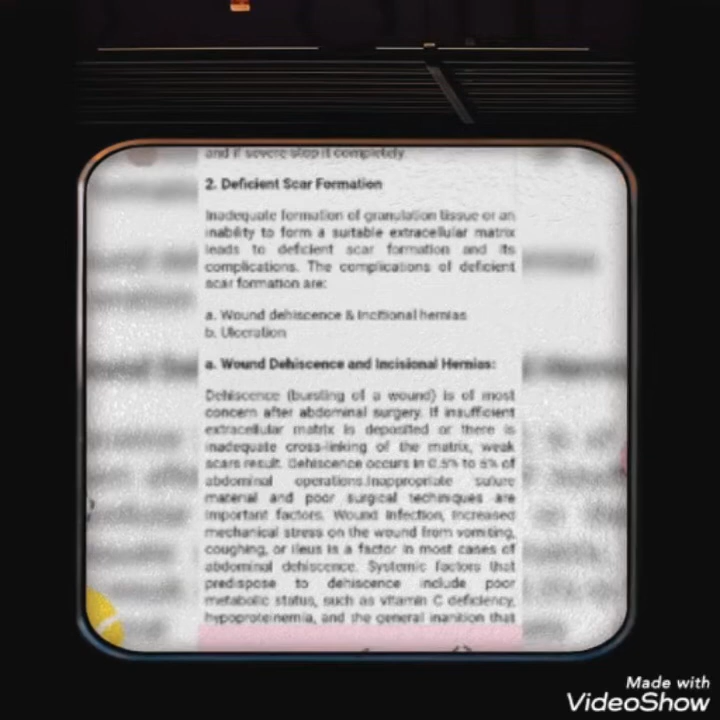 and if severe stop it completely
2. Deficient Scar Formation
Inadequate formation of granulation tissue or an
inability to form a suitable extracellular matrix
leads to deficient scar formation and its
complications. The complications of deficient
scar formation are:
a. Wound dehiscence & Incitional hernias
b. Ulceration
a. Wound Dehiscence and Incisional Hernias:
Dehiscence (bursting of a wound) is of most
concern after abdominal surgery. If insufficient
extracellular matrix is deposited or there is
inadequate cross-linking of the matrix, weak
scars result. Dehiscence occurs in 0.5% to 5% of
abdominal operations.Inappropriate suture
material and poor surgical techniques are
important factors. Wound infection, increased
mechanical stress on the wound from vomiting,
coughing, or ileus is a factor in most cases of
abdominal dehiscence. Systemic factors that
predispose to dehiscence include poor
metabolic status, such as vitamin C deficiency,
hypoproteinemia, and the general inanition that
Made with
VideoShow